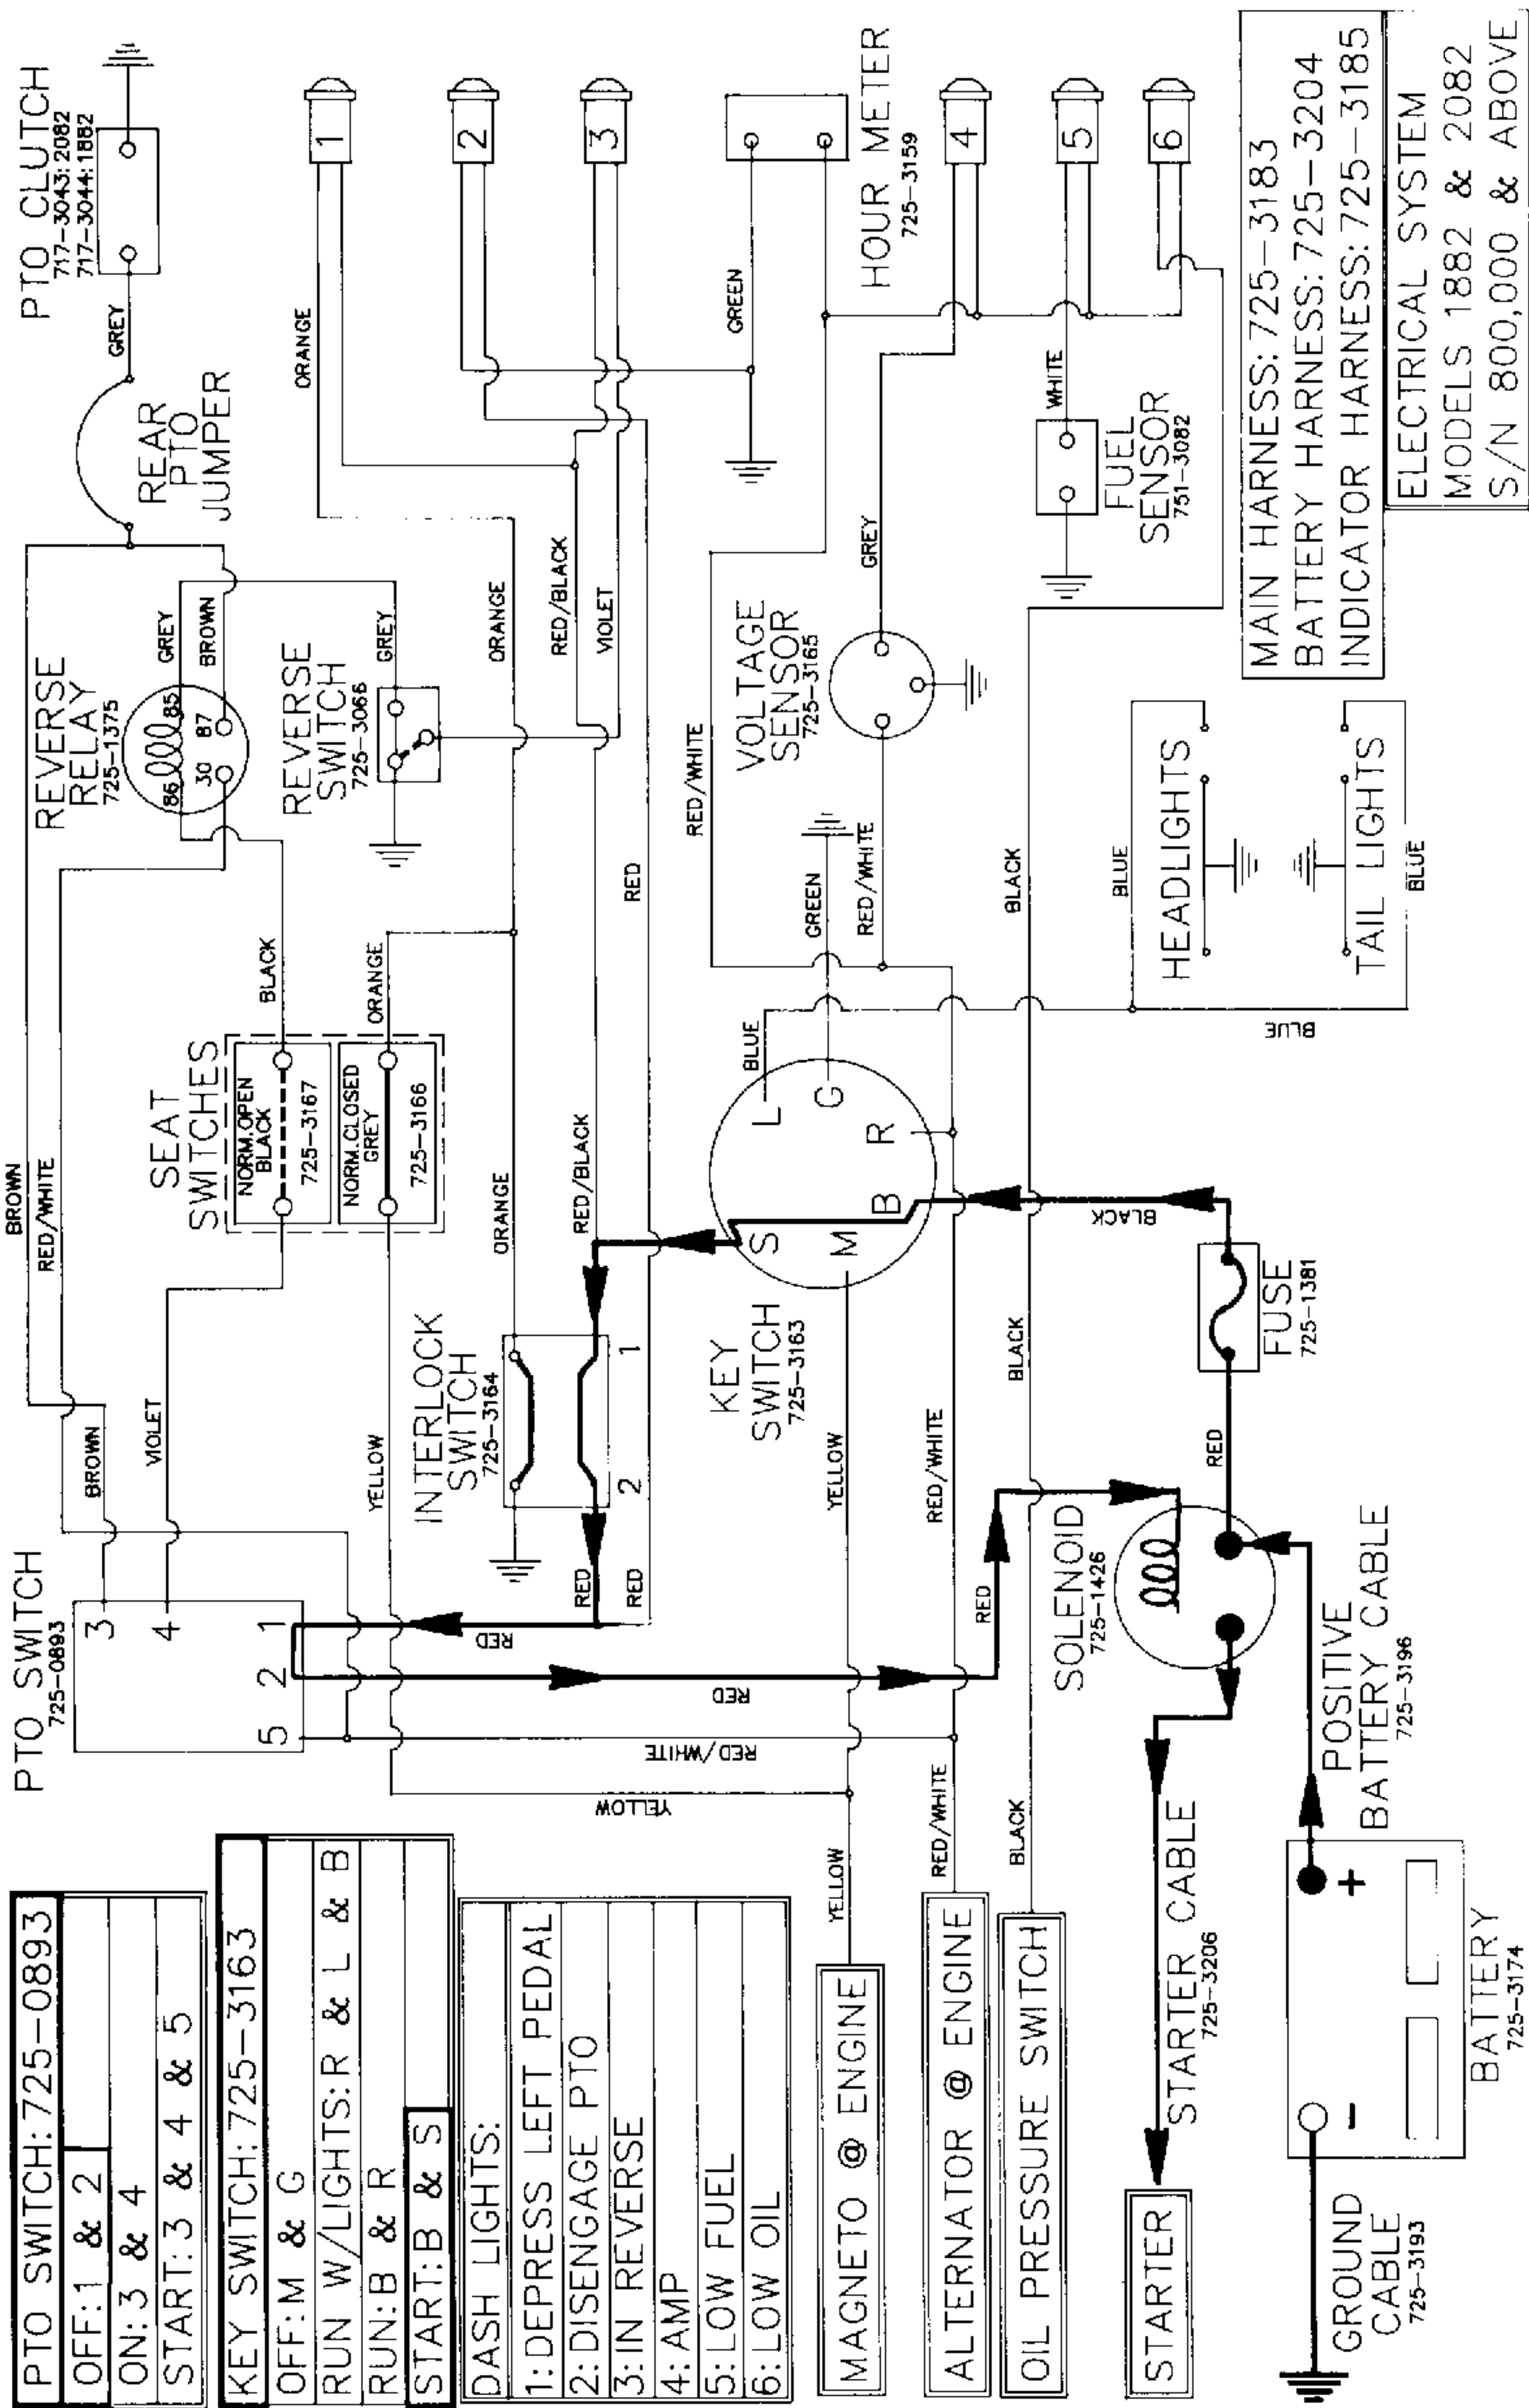 PTO SWITCH: 725-0893
OFF: 1 & 2
ON: 3 & 4
START: 3 & 4 & 5
KEY SWITCH: 725-3163
OFF: M & G
RUN W/LIGHTS: R & L & B
RUN: B & R
START: B & S
DASH LIGHTS:
1: DEPRESS LEFT PEDAL
2: DISENGAGE PTO
3: IN REVERSE
4: AMP
5: LOW FUEL
6: LOW OIL
MAGNETO @ ENGINE
YELLOW
ALTERNATOR @ ENGINE
RED/WHITE
OIL PRESSURE SWITCH
BLACK
STARTER
STARTER CABLE
725-3206
GROUND
CABLE
725-3193
-
+
BATTERY
725-3174
POSITIVE
BATTERY CABLE
725-3196
PTO SWITCH
725-0893
3
4
1
2
5
BROWN
VIOLET
YELLOW
RED/WHITE
YELLOW
RED
RED
RED
RED
RED
SOLENOID
725-1426
RED
FUSE
725-1381
BLACK
BROWN
RED/WHITE
INTERLOCK
SWITCH
725-3164
2
1
ORANGE
RED/BLACK
YELLOW
RED/WHITE
BLACK
KEY
SWITCH
725-3163
S
M
B
L
G
R
BLUE
GREEN
RED/WHITE
SEAT
SWITCHES
NORM.OPEN
BLACK
725-3167
NORM.CLOSED
GREY
725-3166
BLACK
ORANGE
RED
BLACK
BLUE
BLUE
HEADLIGHTS
TAIL LIGHTS
BLUE
REVERSE
RELAY
725-1375
86
85
30
87
GREY
BROWN
REVERSE
SWITCH
725-3066
GREY
ORANGE
RED/BLACK
VIOLET
RED/WHITE
VOLTAGE
SENSOR
725-3165
GREY
REAR
PTO
JUMPER
GREY
PTO CLUTCH
717-3043:2082
717-3044:1882
ORANGE
GREEN
WHITE
FUEL
SENSOR
751-3082
1
2
3
HOUR METER
725-3159
4
5
6
MAIN HARNESS: 725-3183
BATTERY HARNESS: 725-3204
INDICATOR HARNESS: 725-3185
ELECTRICAL SYSTEM
MODELS 1882 & 2082
S/N 800,000 & ABOVE